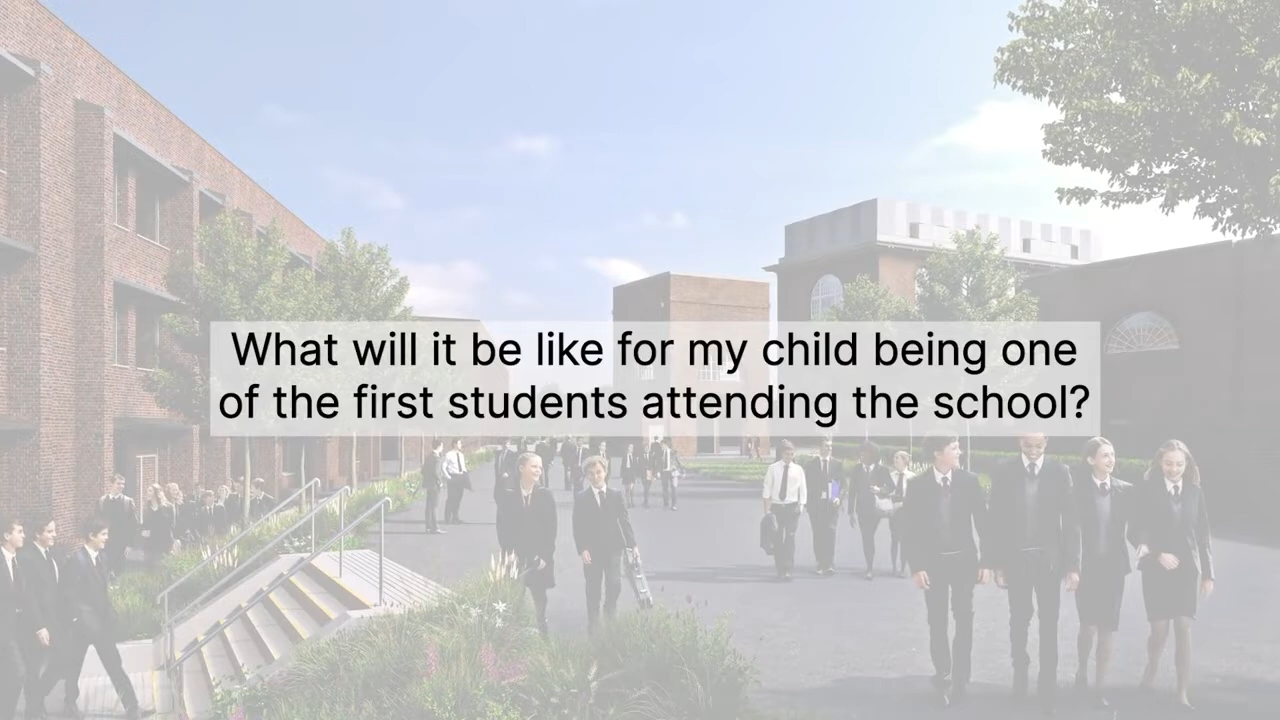 What will it be like for my child being one
of the first students attending the school?